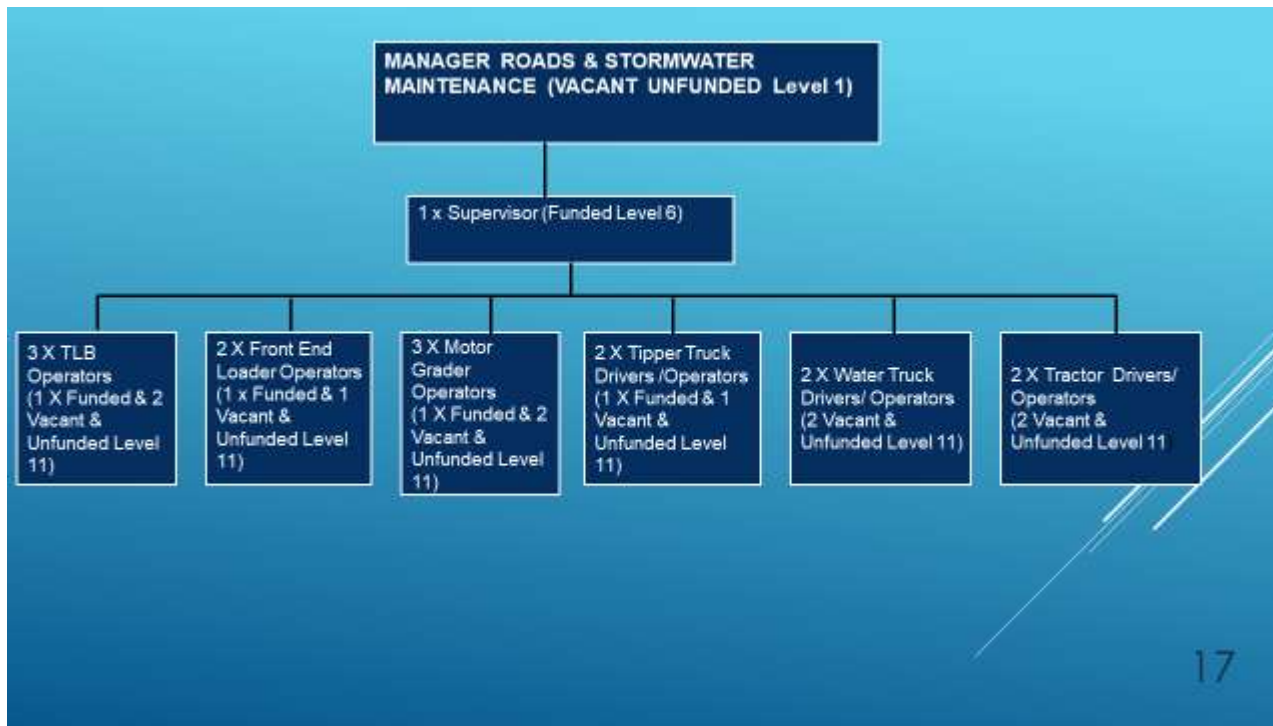 MANAGER ROADS & STORMWATER
MAINTENANCE (VACANT UNFUNDED Level 1)
1 x Supervisor (Funded Level 6)
3 X TLB
Operators
(1 X Funded & 2
Vacant &
Unfunded Level
11)
2 X Front End
Loader Operators
(1 x Funded & 1
Vacant &
Unfunded Level
11)
3 X Motor
Grader
Operators
(1 X Funded & 2
Vacant &
Unfunded Level
11)
2 X Tipper Truck
Drivers /Operators
(1 X Funded & 1
Vacant &
Unfunded Level
11)
2 X Water Truck
Drivers/ Operators
(2 Vacant &
Unfunded Level 11)
2 X Tractor Drivers/
Operators
(2 Vacant &
Unfunded Level 11
17